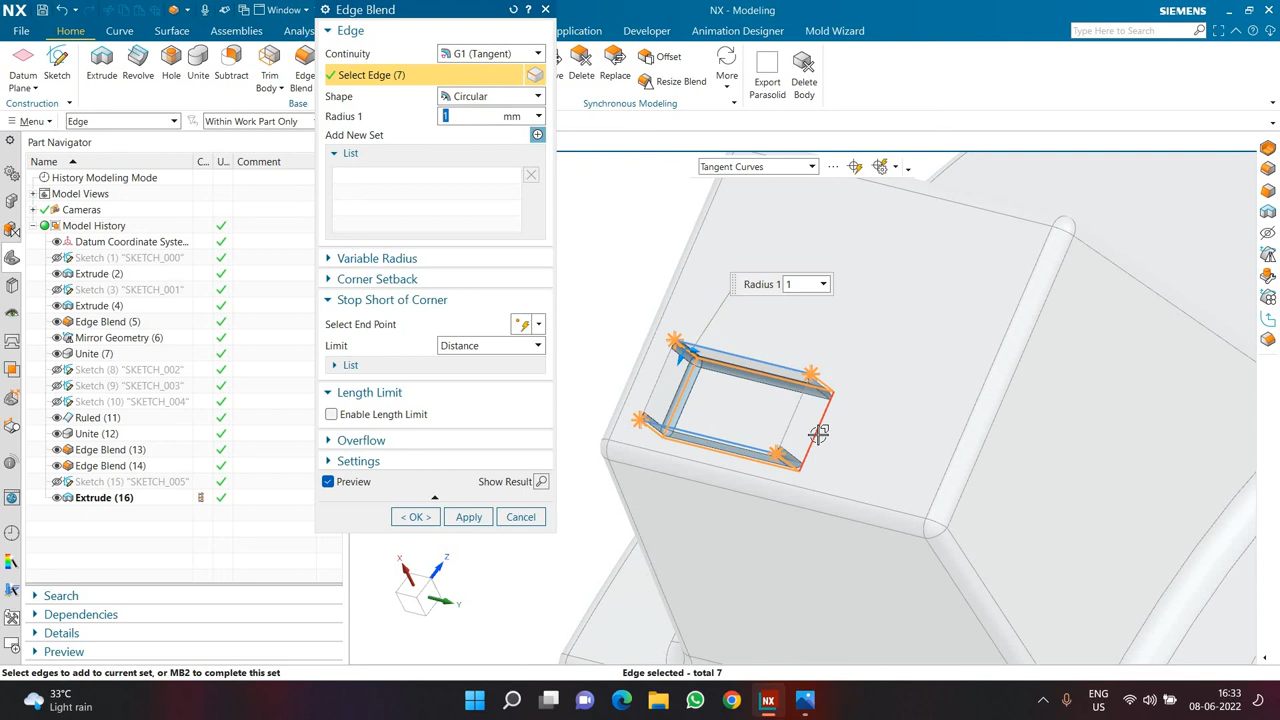 NX
Window
Edge Blend
NX - Modeling
SIEMENS
File
Home
Curve
Surface
Assemblies
Analys
pplication
Developer
Animation Designer
Mold Wizard
Type Here to Search
Datum Plane
Sketch
Extrude
Revolve
Hole
Unite
Subtract
Trim Body
Edge Blend
Delete
Replace
Offset
Resize Blend
More
Export Parasolid
Delete Body
Construction
Base
Synchronous Modeling
Menu
Edge
Within Work Part Only
Part Navigator
Name
C...
U...
Comment
History Modeling Mode
Model Views
Cameras
Model History
Datum Coordinate Syste...
Sketch (1) "SKETCH_000"
Extrude (2)
Sketch (3) "SKETCH_001"
Extrude (4)
Edge Blend (5)
Mirror Geometry (6)
Unite (7)
Sketch (8) "SKETCH_002"
Sketch (9) "SKETCH_003"
Sketch (10) "SKETCH_004"
Ruled (11)
Unite (12)
Edge Blend (13)
Edge Blend (14)
Sketch (15) "SKETCH_005"
Extrude (16)
Search
Dependencies
Details
Preview
Edge
Continuity
G1 (Tangent)
Select Edge (7)
Shape
Circular
Radius 1
1 mm
Add New Set
List
Variable Radius
Corner Setback
Stop Short of Corner
Select End Point
Limit
Distance
List
Length Limit
Enable Length Limit
Overflow
Settings
Preview
Show Result
< OK >
Apply
Cancel
Tangent Curves
Radius 1 1
X
Z
Y
Select edges to add to current set, or MB2 to complete this set
Edge selected - total 7
33°C
Light rain
ENG
US
16:33
08-06-2022